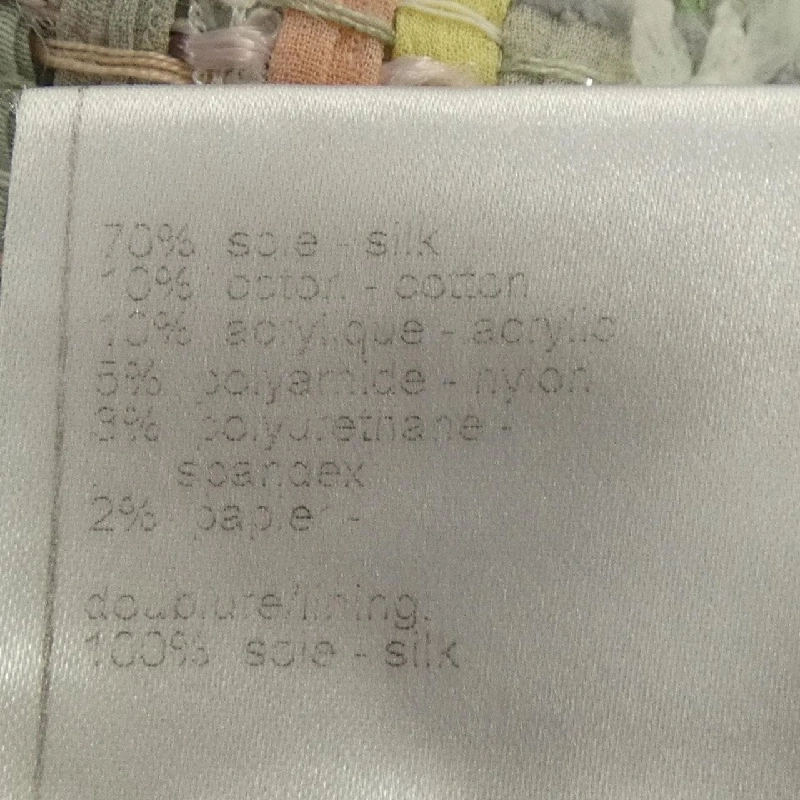 70% soie - silk
10% coton - cotton
10% acrylique - acrylic
5% polyamide - nylon
3% polyurethane -
spandex
2% papier -
doublure/lining:
100% soie - silk